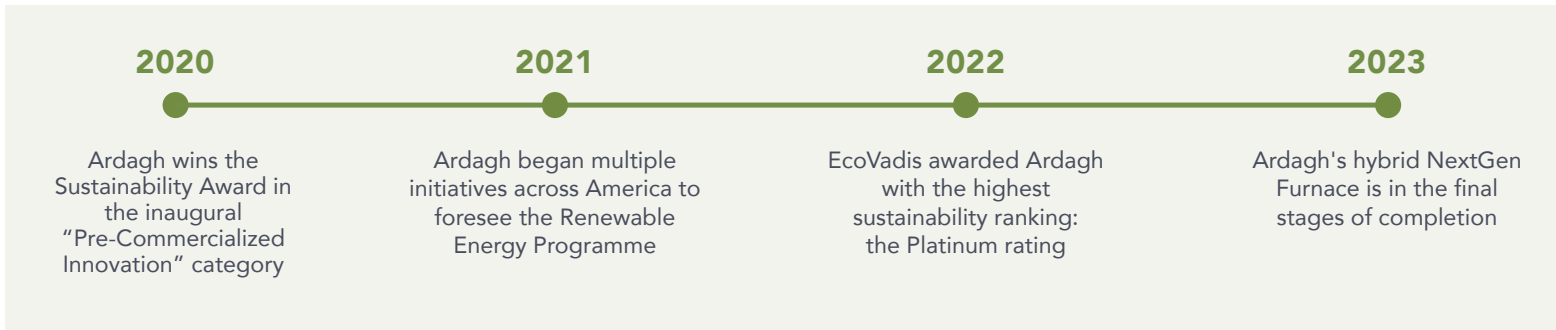 2020
Ardagh wins the
Sustainability Award in
the inaugural
“Pre-Commercialized
Innovation” category
2021
Ardagh began multiple
initiatives across America to
foresee the Renewable
Energy Programme
2022
EcoVadis awarded Ardagh
with the highest
sustainability ranking:
the Platinum rating
2023
Ardagh's hybrid NextGen
Furnace is in the final
stages of completion